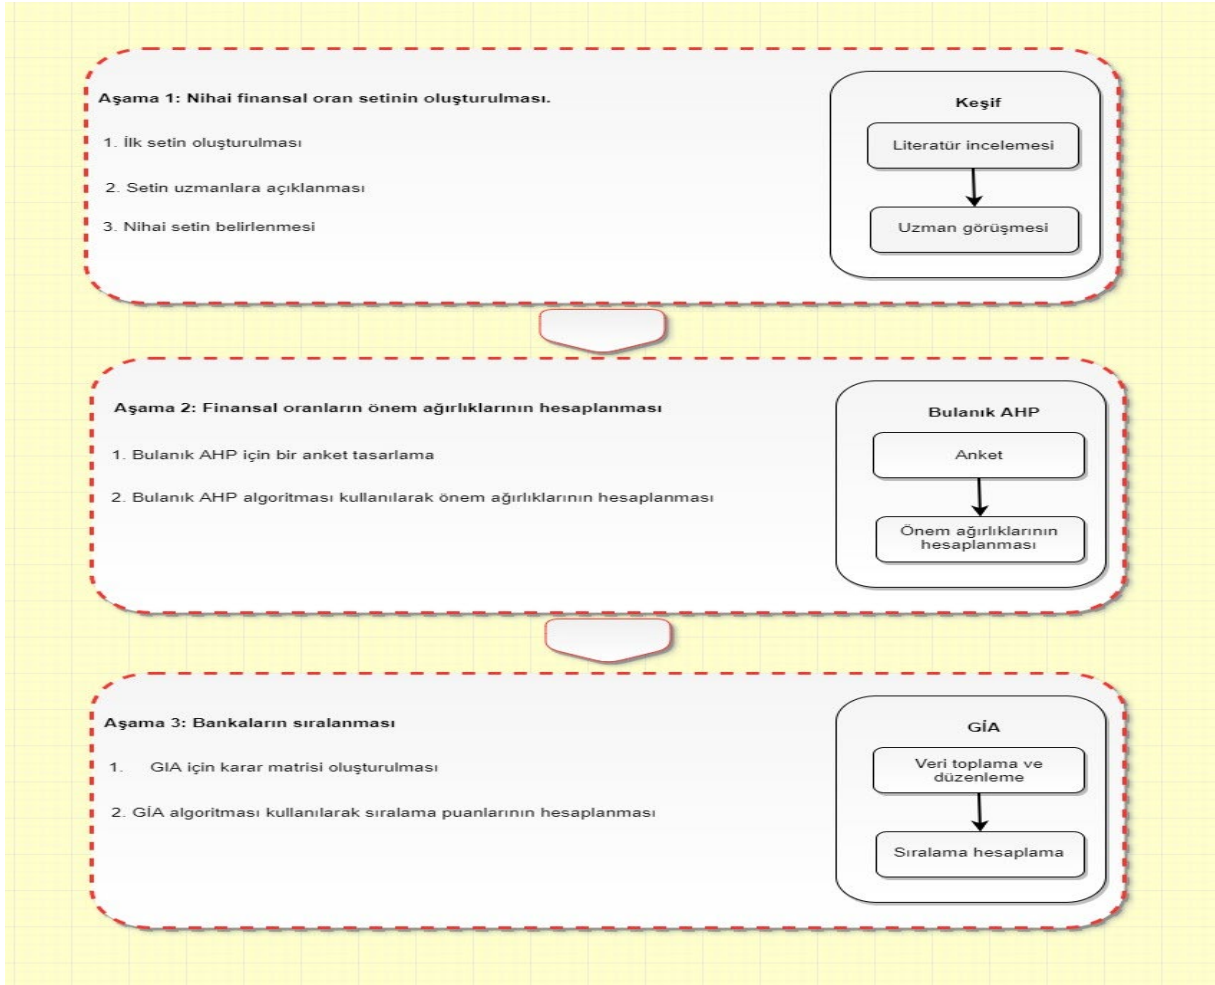 Aşama 1: Nihai finansal oran setinin oluşturulması.
1. İlk setin oluşturulması
2. Setin uzmanlara açıklanması
3. Nihai setin belirlenmesi
Keşif
Literatür incelemesi
Uzman görüşmesi
Aşama 2: Finansal oranların önem ağırlıklarının hesaplanması
1. Bulanık AHP için bir anket tasarlama
2. Bulanık AHP algoritması kullanılarak önem ağırlıklarının hesaplanması
Bulanık AHP
Anket
Önem ağırlıklarının
hesaplanması
Aşama 3: Bankaların sıralanması
1. GIA için karar matrisi oluşturulması
2. GİA algoritması kullanılarak sıralama puanlarının hesaplanması
GİA
Veri toplama ve
düzenleme
Sıralama hesaplama